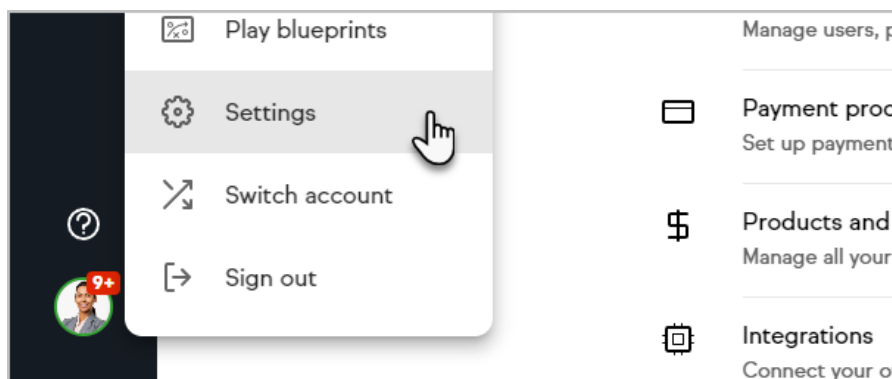 Play blueprints
Settings
Switch account
Sign out
9+
Manage users,
Payment
Set up payment
Products and
Manage all your
Integrations
Connect your